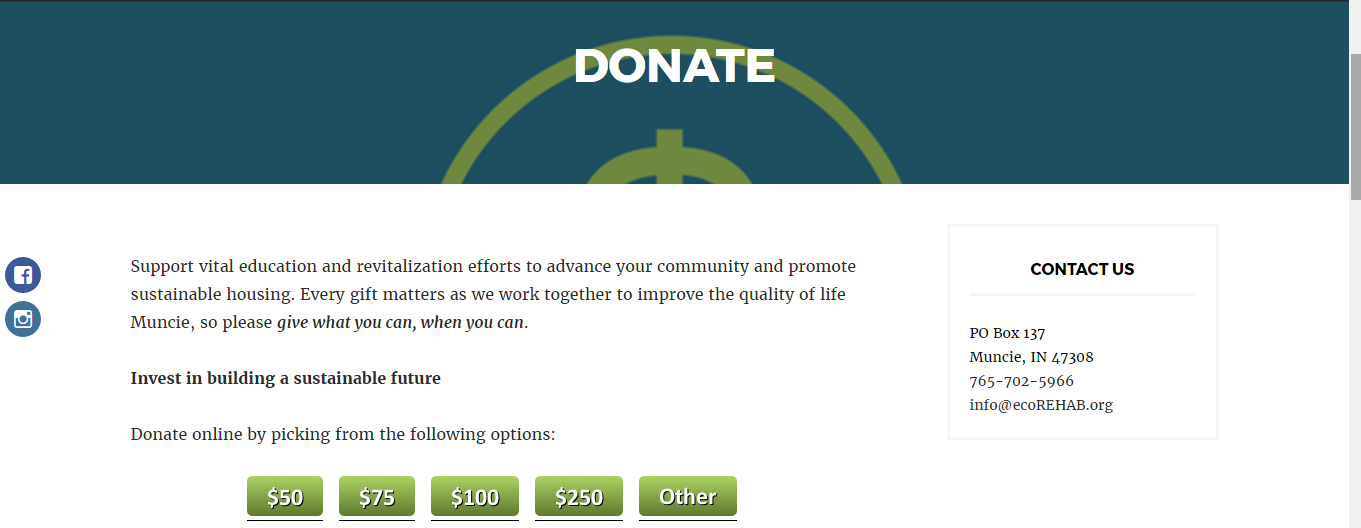 DONATE
Support vital education and revitalization efforts to advance your community and promote
sustainable housing. Every gift matters as we work together to improve the quality of life
Muncie, so please give what you can, when you can.
Invest in building a sustainable future
Donate online by picking from the following options:
$50 $75 $100 $250 Other
CONTACT US
PO Box 137
Muncie, IN 47308
765-702-5966
info@ecoREHAB.org